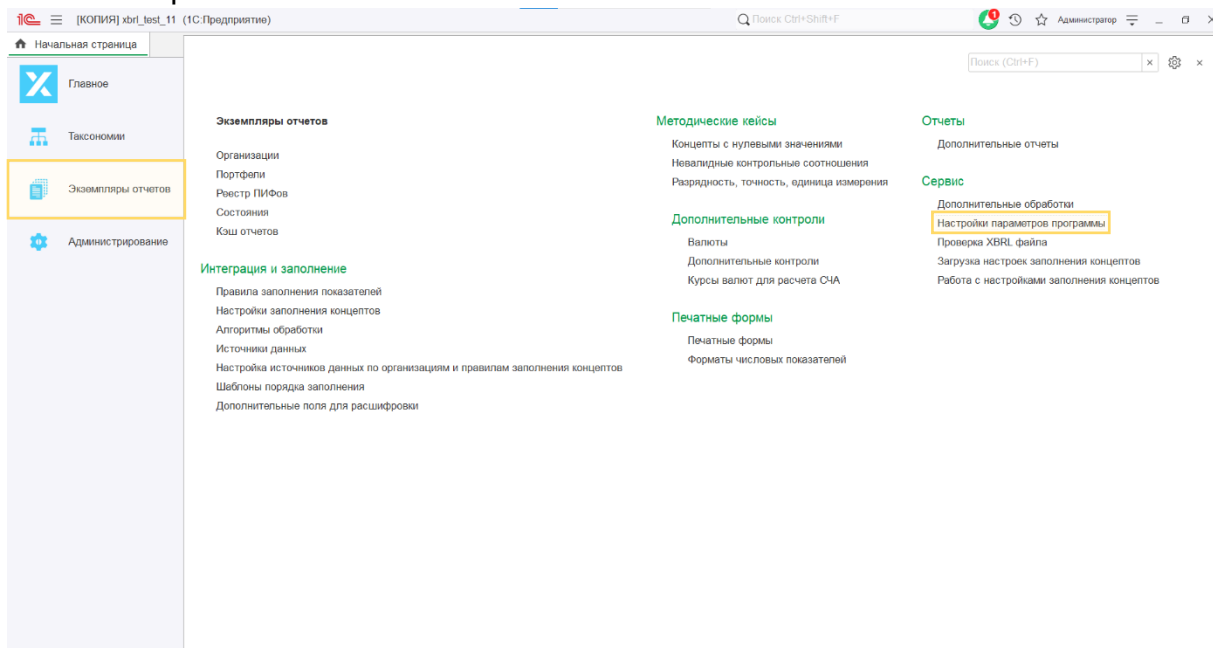 [КОПИЯ] xbrl_test_11 (1С:Предприятие)
Поиск Ctrl+Shift+F
1
Администратор
Начальная страница
Поиск (Ctrl+F)
Главное
Таксономии
Экземпляры отчетов
Администрирование
Экземпляры отчетов
Организации
Портфели
Реестр ПИФов
Состояния
Кэш отчетов
Интеграция и заполнение
Правила заполнения показателей
Настройки заполнения концептов
Алгоритмы обработки
Источники данных
Настройка источников данных по организациям и правилам заполнения концептов
Шаблоны порядка заполнения
Дополнительные поля для расшифровки
Методические кейсы
Концепты с нулевыми значениями
Невалидные контрольные соотношения
Разрядность, точность, единица измерения
Дополнительные контроли
Валюты
Дополнительные контроли
Курсы валют для расчета СЧА
Печатные формы
Печатные формы
Форматы числовых показателей
Отчеты
Дополнительные отчеты
Сервис
Дополнительные обработки
Настройки параметров программы
Проверка XBRL файла
Загрузка настроек заполнения концептов
Работа с настройками заполнения концептов